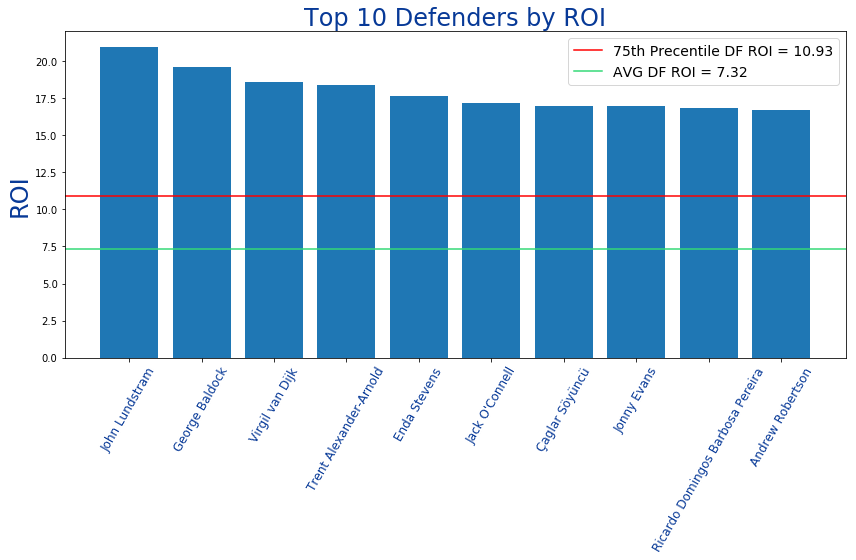 Top 10 Defenders by ROI
75th Precentile DF ROI = 10.93
AVG DF ROI = 7.32
ROI
20.0
17.5
15.0
12.5
10.0
7.5
5.0
2.5
0.0
John Lundstram
George Baldock
Virgil van Dijk
Trent Alexander-Arnold
Enda Stevens
Jack O'Connell
Çaglar Söyüncü
Jonny Evans
Ricardo Domingos Barbosa Pereira
Andrew Robertson